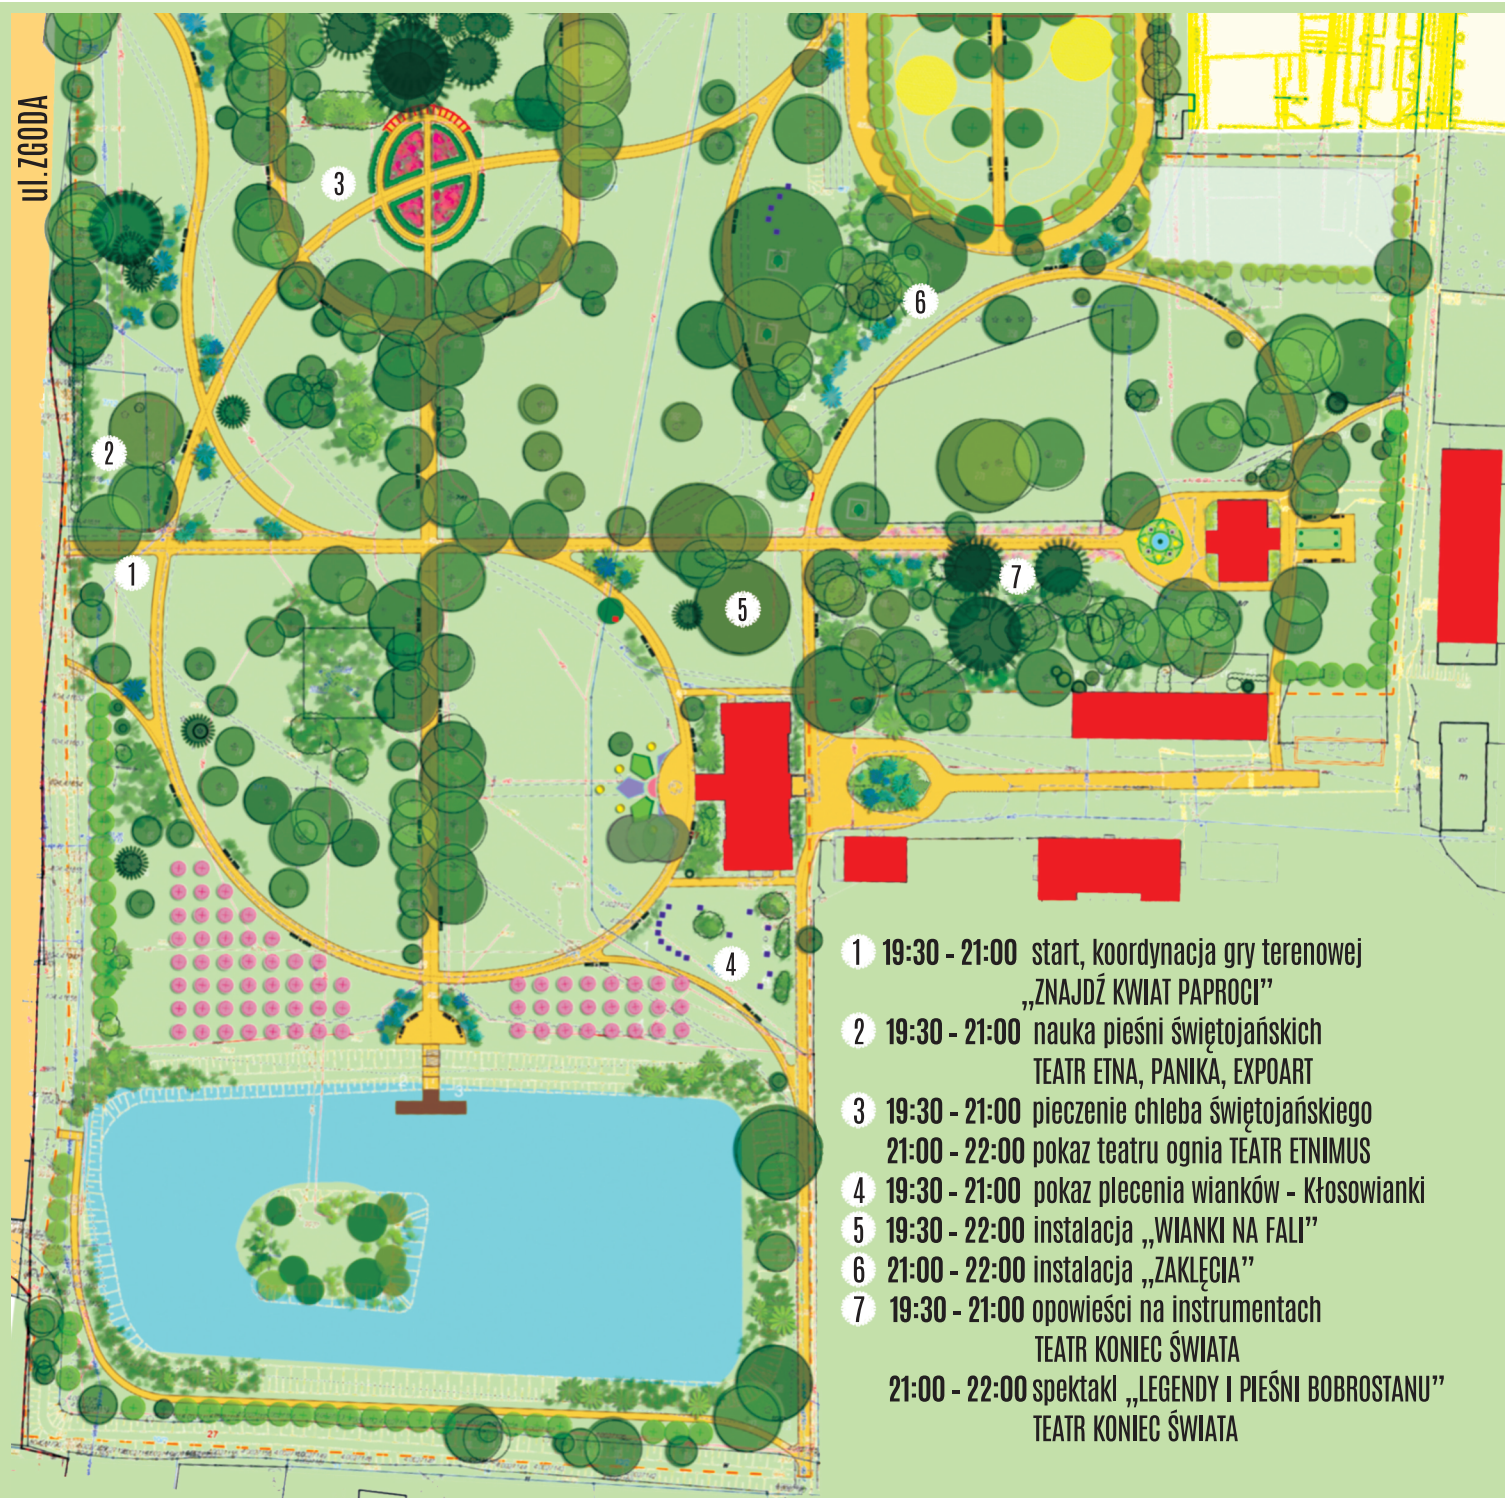 ul.ZGODA
3
6
2
1
7
5
4
1 19:30 - 21:00 start, koordynacja gry terenowej
„ZNAJDŹ KWIAT PAPROCI”
2 19:30 - 21:00 nauka pieśni świętojańskich
TEATR ETNA, PANIKA, EXPOART
3 19:30 - 21:00 pieczenie chleba świętojańskiego
21:00 - 22:00 pokaz teatru ognia TEATR ETNIMUS
4 19:30 - 21:00 pokaz plecenia wianków - Kłosowianki
5 19:30 - 22:00 instalacja „WIANKI NA FALI”
6 21:00 - 22:00 instalacja „ZAKLĘCIA”
7 19:30 - 21:00 opowieści na instrumentach
TEATR KONIEC ŚWIATA
21:00 - 22:00 spektakl „LEGENDY I PIEŚNI BOBROSTANU”
TEATR KONIEC ŚWIATA
27